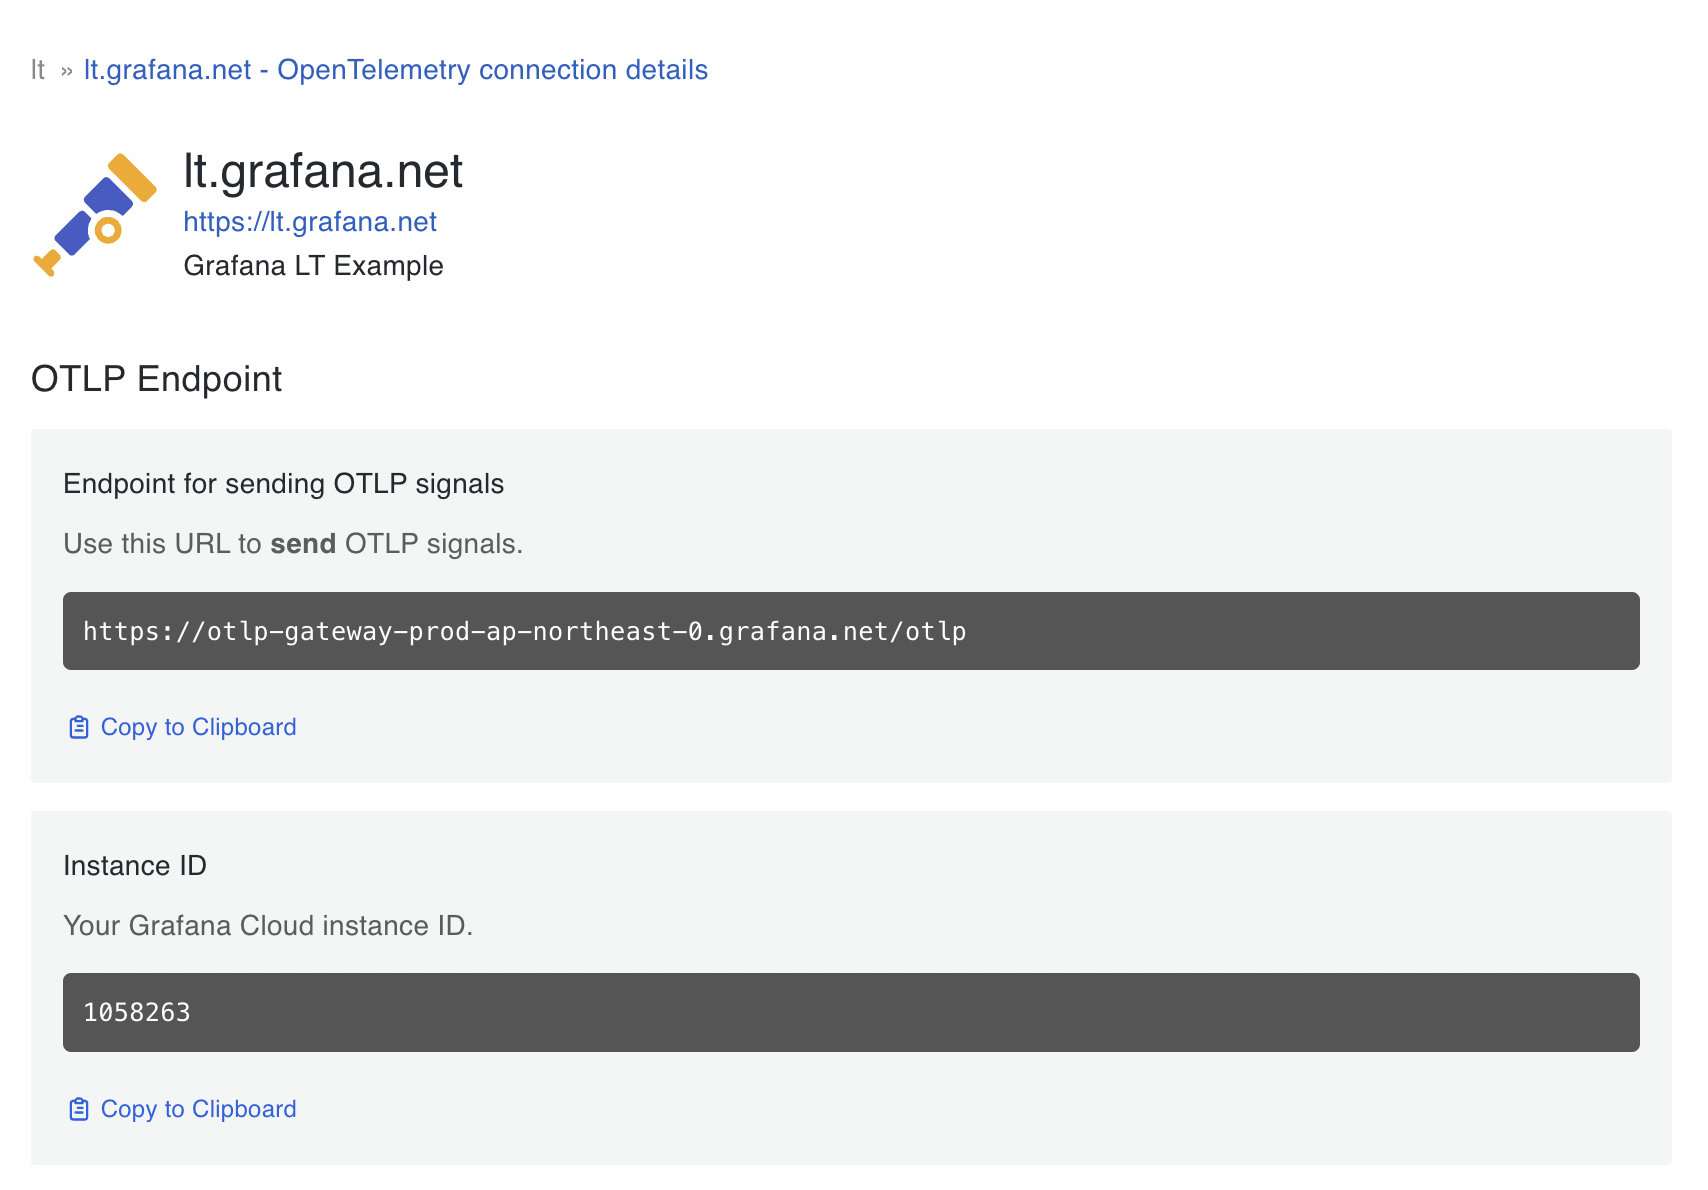 lt » lt.grafana.net - OpenTelemetry connection details
lt.grafana.net
https://lt.grafana.net
Grafana LT Example
OTLP Endpoint
Endpoint for sending OTLP signals
Use this URL to send OTLP signals.
https://otlp-gateway-prod-ap-northeast-0.grafana.net/otlp
Copy to Clipboard
Instance ID
Your Grafana Cloud instance ID.
1058263
Copy to Clipboard